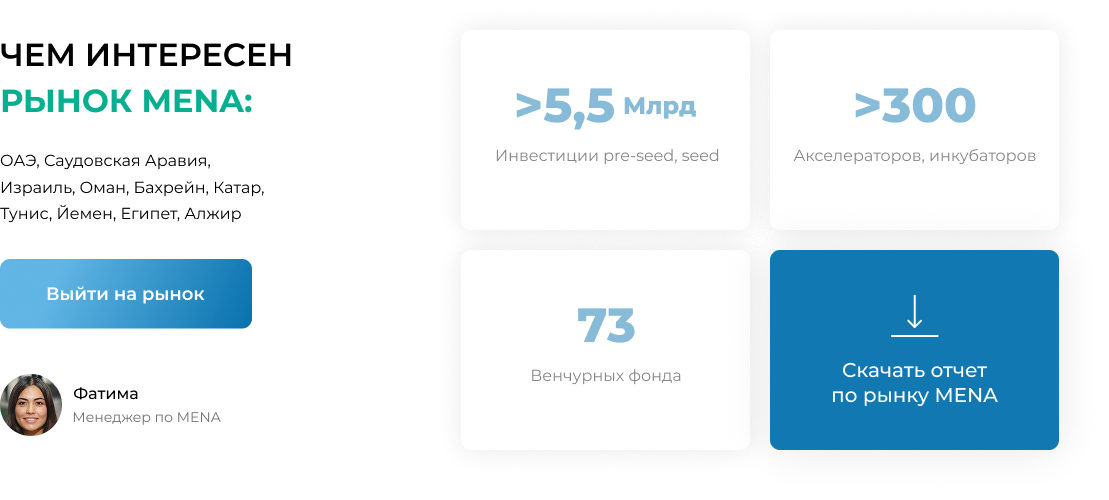 ЧЕМ ИНТЕРЕСЕН
РЫНОК MENA:
ОАЭ, Саудовская Аравия,
Израиль, Оман, Бахрейн, Катар,
Тунис, Йемен, Египет, Алжир
Выйти на рынок
Фатима
Менеджер по MENA
>5,5 Млрд
Инвестиции pre-seed, seed
>300
Акселераторов, инкубаторов
73
Венчурных фонда
Скачать отчет
по рынку MENA